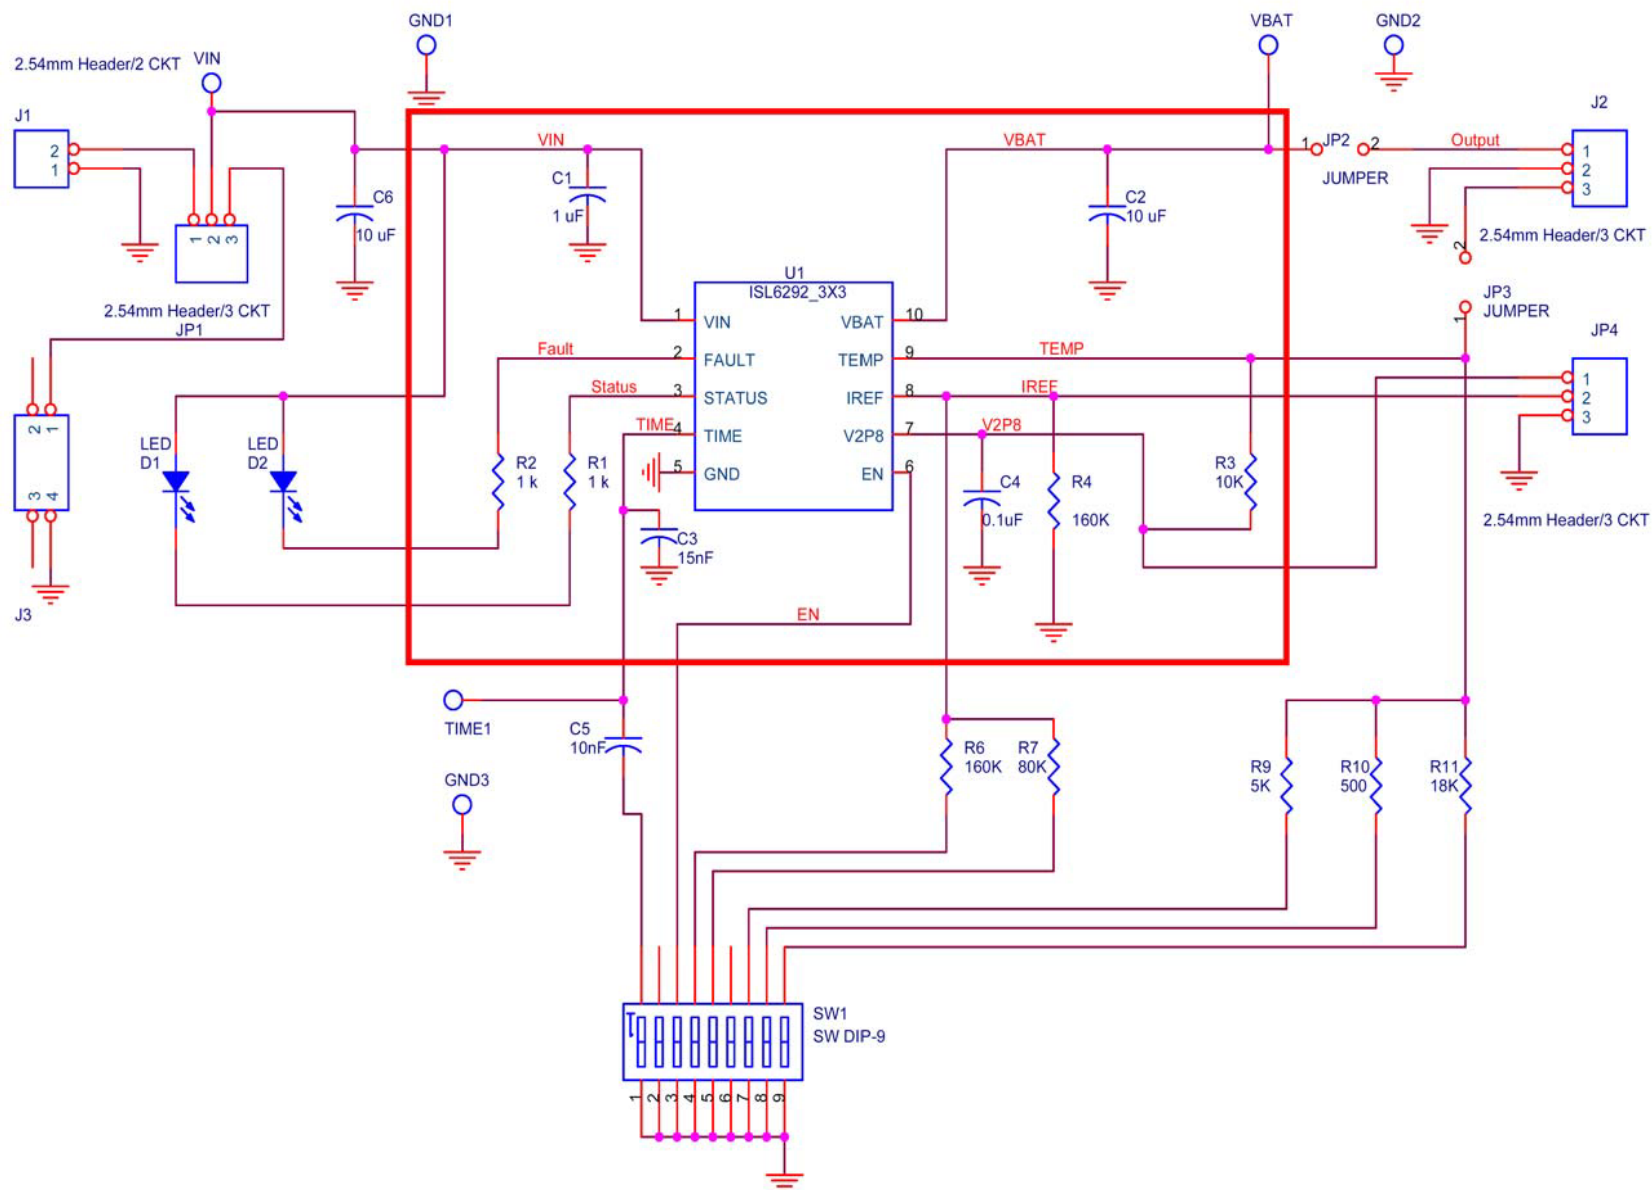 GND1
VBAT
GND2
2.54mm Header/2 CKT
VIN
J1
2
1
J2
VIN
VBAT
1
JP2
2
JUMPER
Output
1
2
3
C6
10 uF
C1
1 uF
C2
10 uF
1
2
3
2.54mm Header/3 CKT
JP1
2
2.54mm Header/3 CKT
JP3
JUMPER
1
U1
ISL6292_3X3
1
VIN
VBAT
10
Fault
2
FAULT
TEMP
9
TEMP
Status
3
STATUS
IREF
8
IREF
TIME
4
TIME
V2P8
7
V2P8
5
GND
EN
6
JP4
1
2
3
2.54mm Header/3 CKT
2
1
3
4
J3
LED
D1
LED
D2
R2
1 k
R1
1 k
C3
15nF
C4
0.1uF
R4
160K
R3
10K
EN
TIME1
C5
10nF
GND3
R6
160K
R7
80K
R9
5K
R10
500
R11
18K
SW1
SW DIP-9
1
2
3
4
5
6
7
8
9